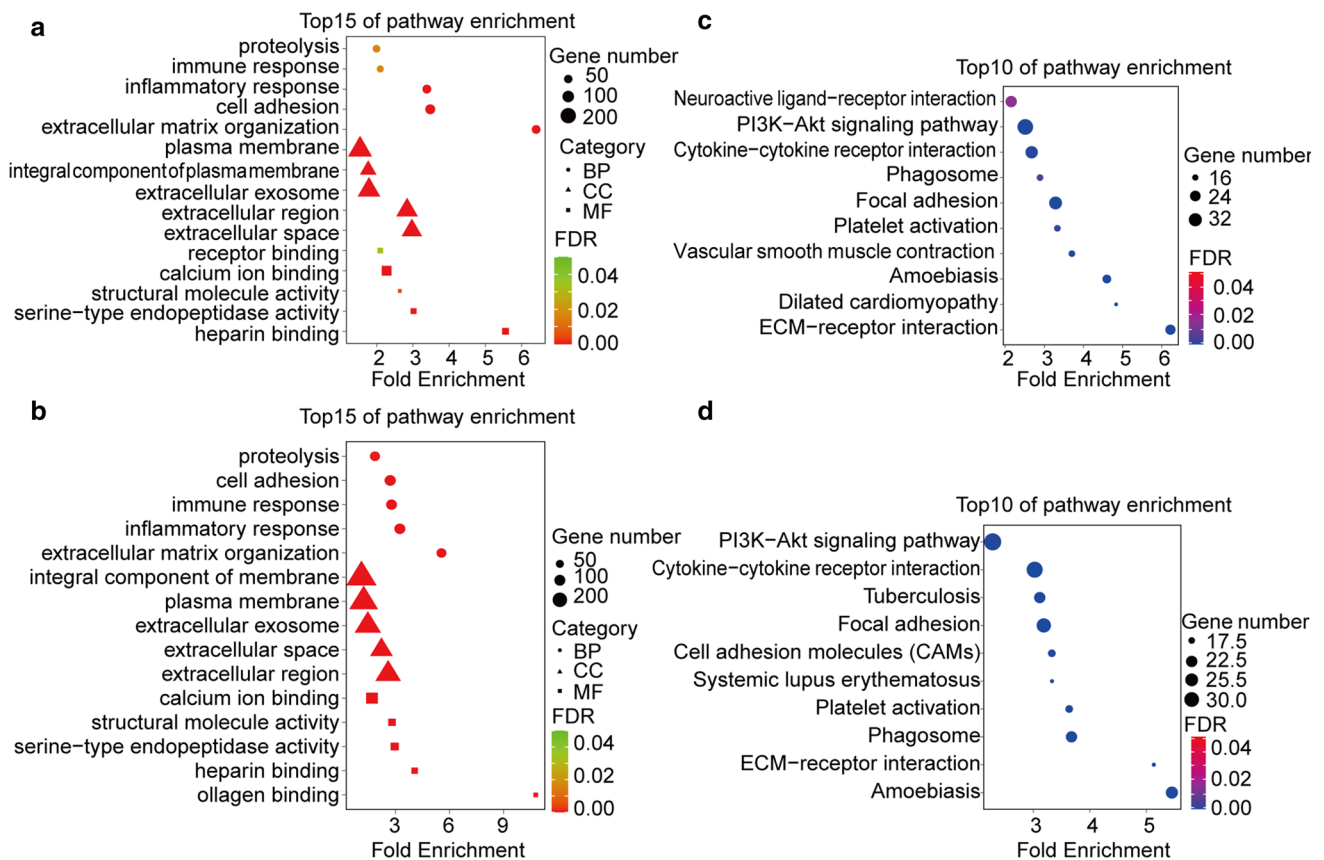 a
Top15 of pathway enrichment
proteolysis
immune response
inflammatory response
cell adhesion
extracellular matrix organization
plasma membrane
integral component of plasma membrane
extracellular exosome
extracellular region
extracellular space
receptor binding
calcium ion binding
structural molecule activity
serine−type endopeptidase activity
heparin binding
2 3 4 5 6
Fold Enrichment
Gene number
50
100
200
Category
BP
CC
MF
FDR
0.04
0.02
0.00
b
Top15 of pathway enrichment
proteolysis
cell adhesion
immune response
inflammatory response
extracellular matrix organization
integral component of membrane
plasma membrane
extracellular exosome
extracellular space
extracellular region
calcium ion binding
structural molecule activity
serine−type endopeptidase activity
heparin binding
ollagen binding
3 6 9
Fold Enrichment
Gene number
50
100
200
Category
BP
CC
MF
FDR
0.04
0.02
0.00
c
Top10 of pathway enrichment
Neuroactive ligand−receptor interaction
PI3K−Akt signaling pathway
Cytokine−cytokine receptor interaction
Phagosome
Focal adhesion
Platelet activation
Vascular smooth muscle contraction
Amoebiasis
Dilated cardiomyopathy
ECM−receptor interaction
2 3 4 5 6
Fold Enrichment
Gene number
16
24
32
FDR
0.04
0.02
0.00
d
Top10 of pathway enrichment
PI3K−Akt signaling pathway
Cytokine−cytokine receptor interaction
Tuberculosis
Focal adhesion
Cell adhesion molecules (CAMs)
Systemic lupus erythematosus
Platelet activation
Phagosome
ECM−receptor interaction
Amoebiasis
3 4 5
Fold Enrichment
Gene number
17.5
22.5
25.5
30.0
FDR
0.04
0.02
0.00